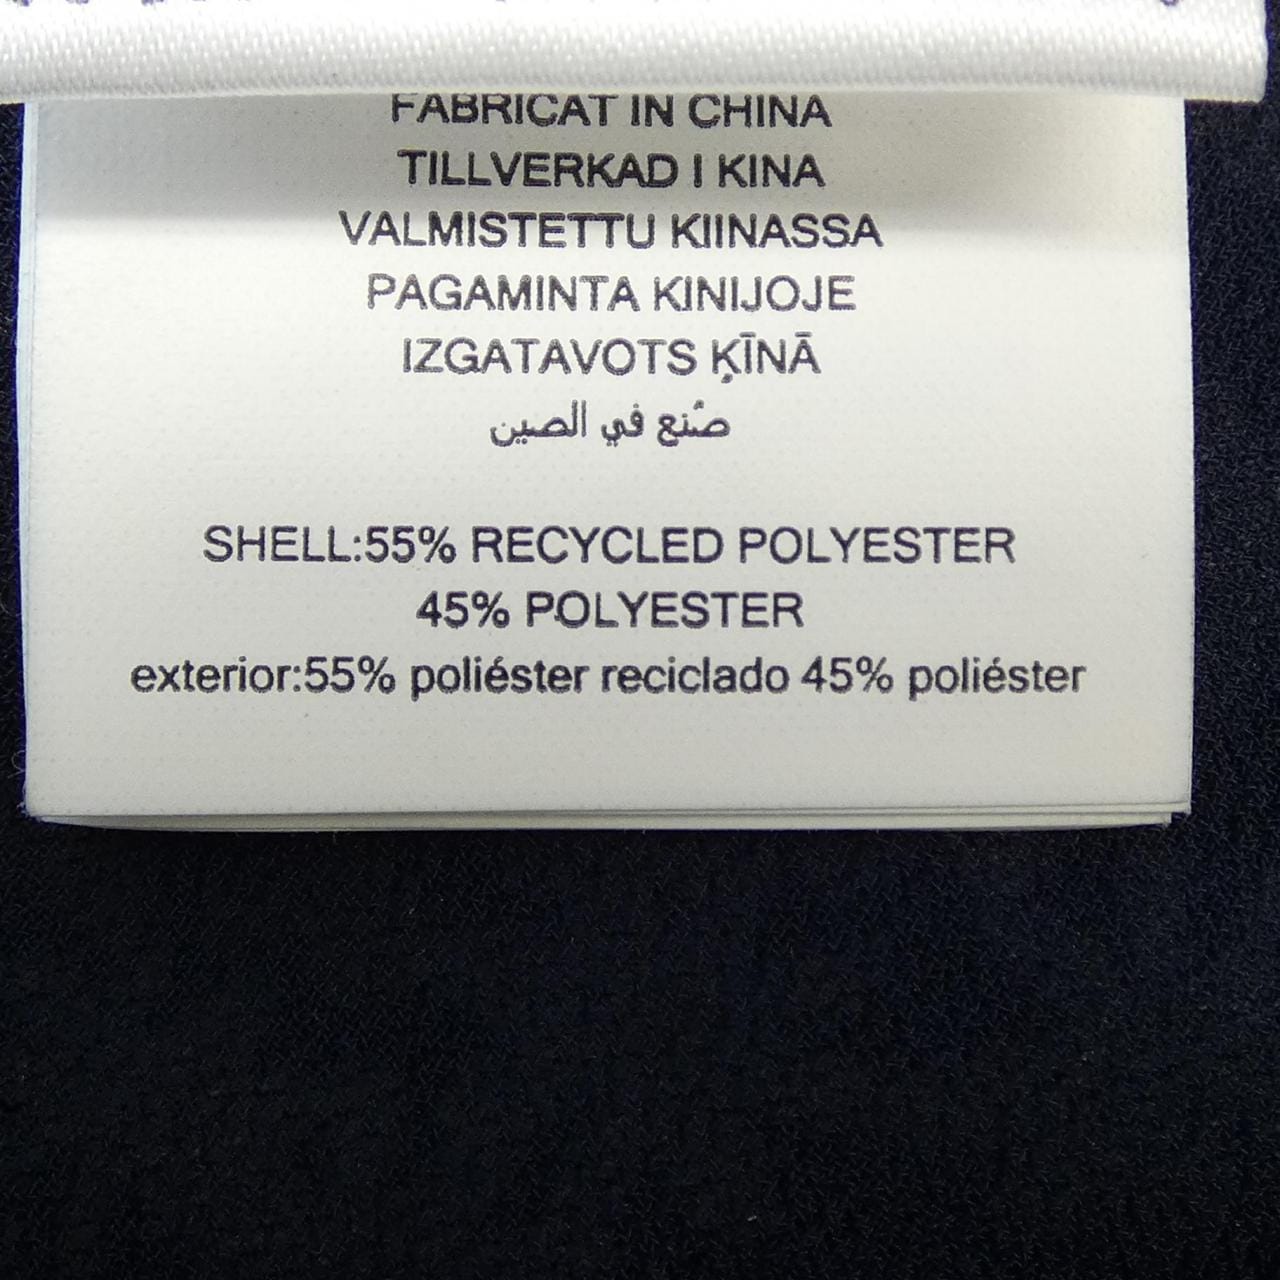 FABRICAT IN CHINA
TILLVERKAD I KINA
VALMISTETTU KIINASSA
PAGAMINTA KINIJOJE
IZGATAVOTS ĶĪNĀ
صُنع في الصين
SHELL:55% RECYCLED POLYESTER
45% POLYESTER
exterior:55% poliéster reciclado 45% poliéster